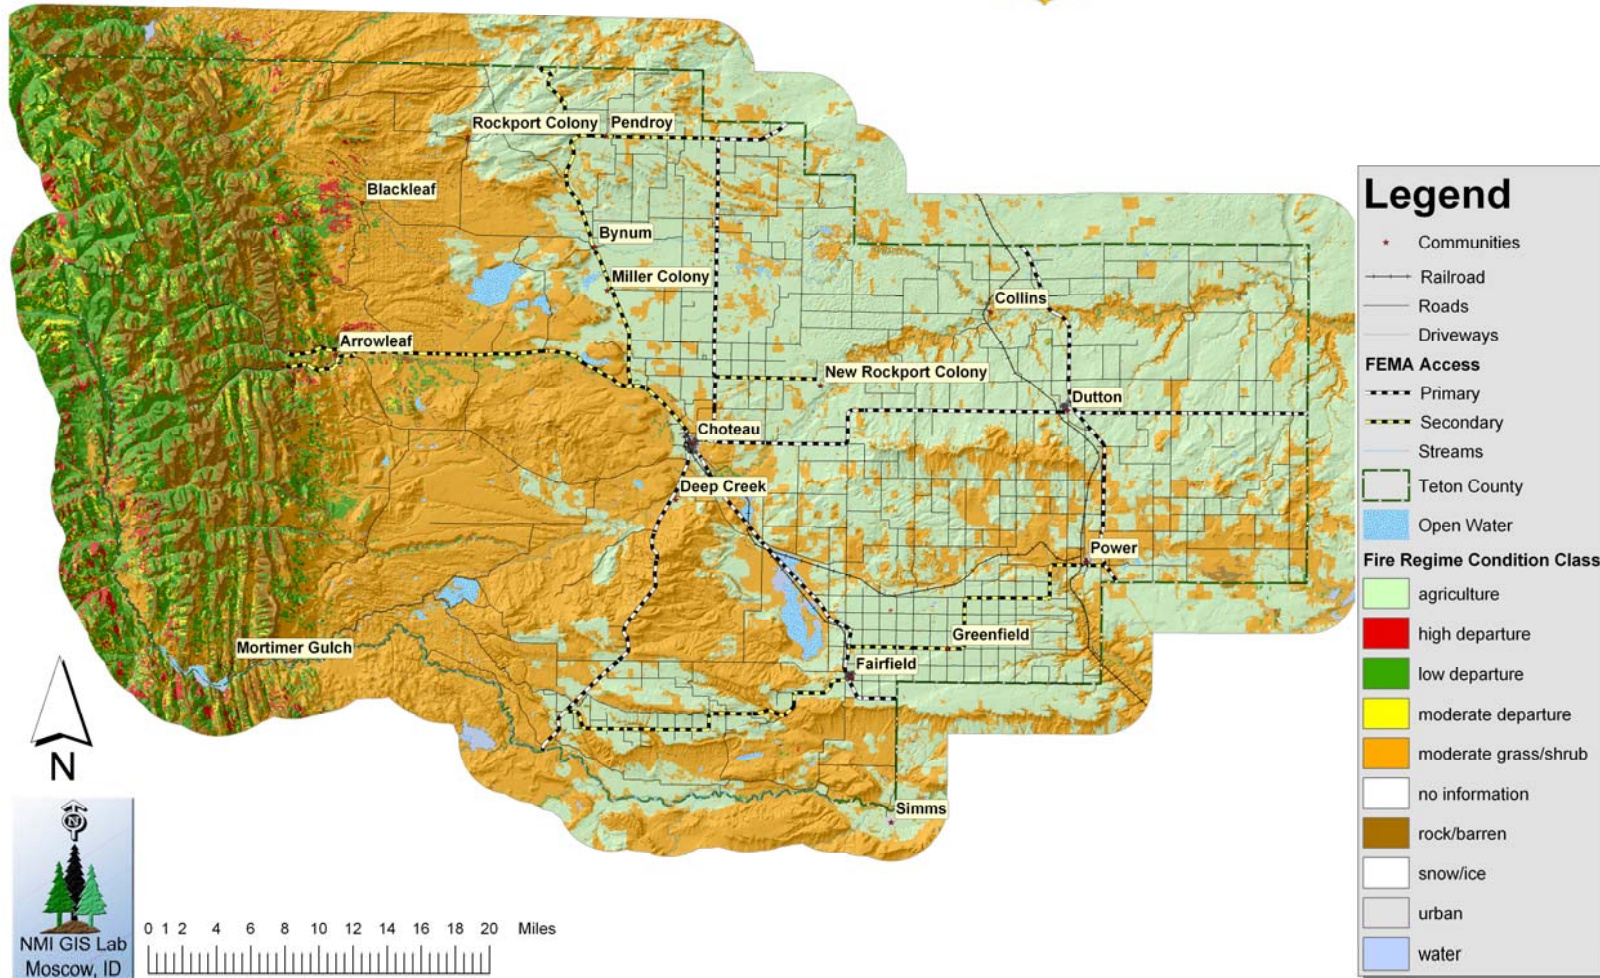 Rockport Colony
Pendroy
Blackleaf
Bynum
Miller Colony
Collins
Arrowleaf
New Rockport Colony
Dutton
Choteau
Deep Creek
Power
Greenfield
Mortimer Gulch
Fairfield
Simms
N
N
NMI GIS Lab
Moscow, ID
0 1 2 4 6 8 10 12 14 16 18 20 Miles
Legend
Communities
Railroad
Roads
Driveways
FEMA Access
Primary
Secondary
Streams
Teton County
Open Water
Fire Regime Condition Class
agriculture
high departure
low departure
moderate departure
moderate grass/shrub
no information
rock/barren
snow/ice
urban
water